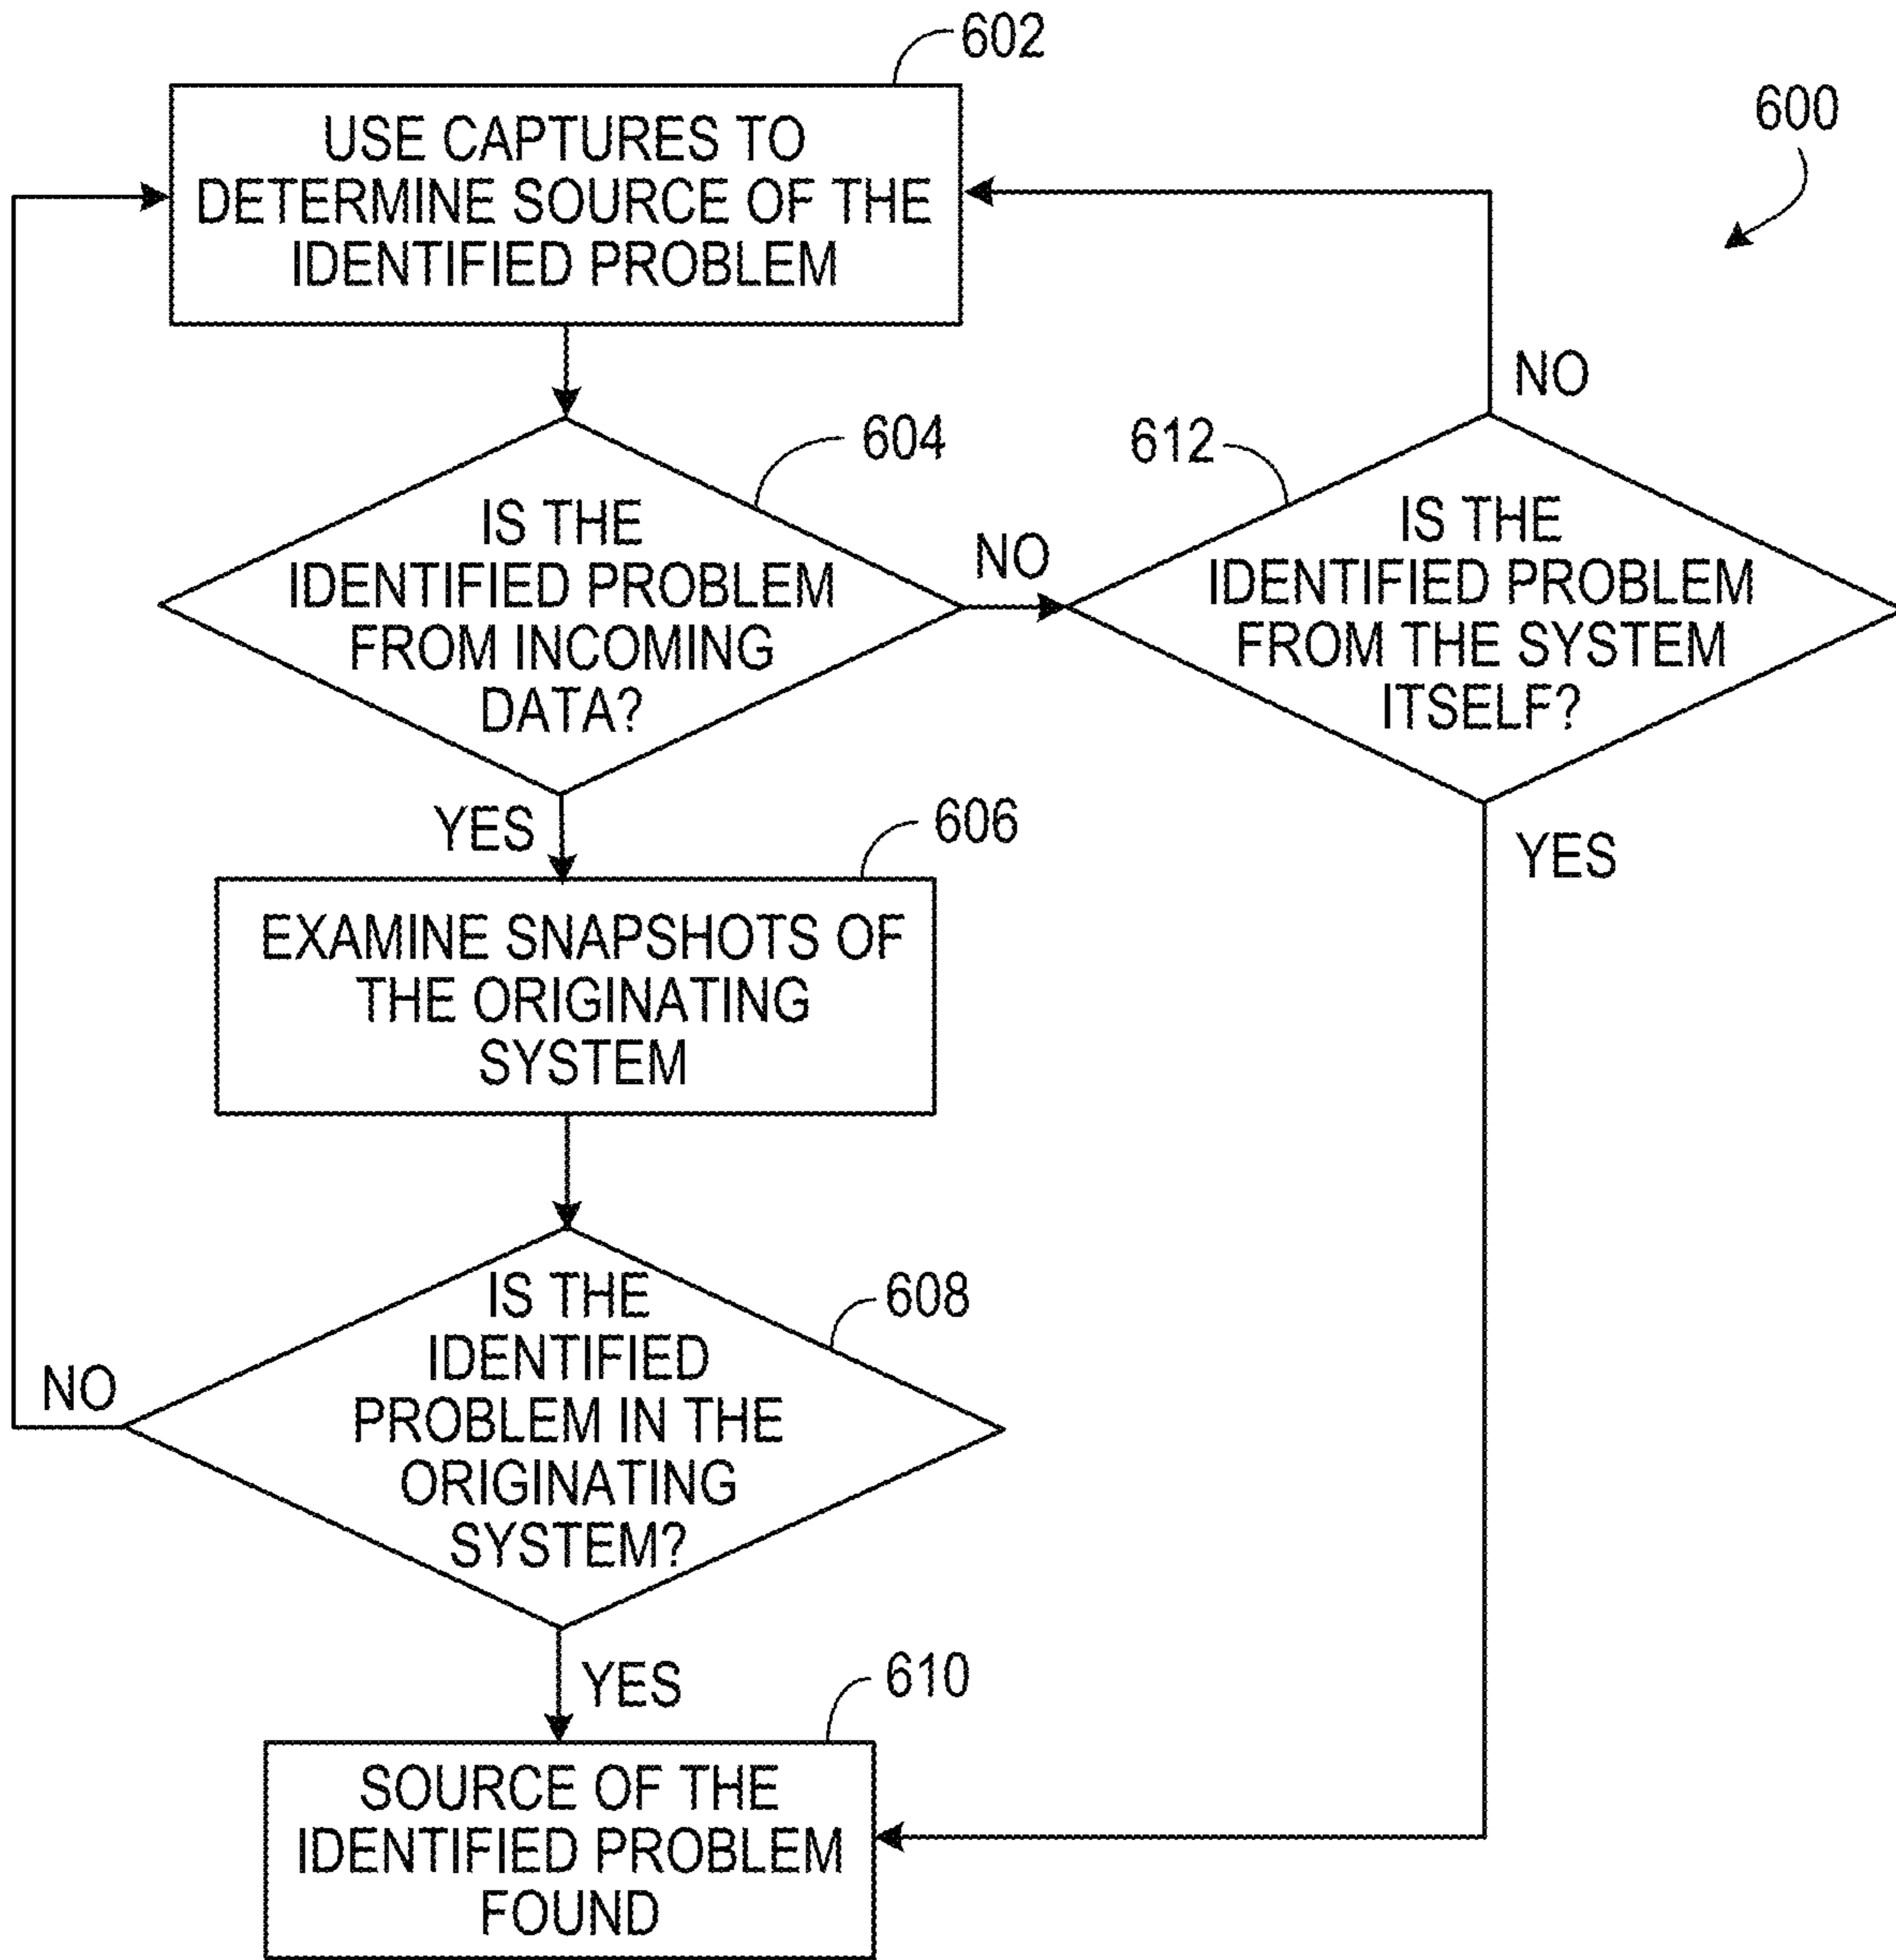 602
USE CAPTURES TO
DETERMINE SOURCE OF THE
IDENTIFIED PROBLEM
600
604
IS THE
IDENTIFIED PROBLEM
FROM INCOMING
DATA?
NO
612
IS THE
IDENTIFIED PROBLEM
FROM THE SYSTEM
ITSELF?
NO
YES
YES
606
EXAMINE SNAPSHOTS OF
THE ORIGINATING
SYSTEM
608
IS THE
IDENTIFIED
PROBLEM IN THE
ORIGINATING
SYSTEM?
NO
YES
610
SOURCE OF THE
IDENTIFIED PROBLEM
FOUND